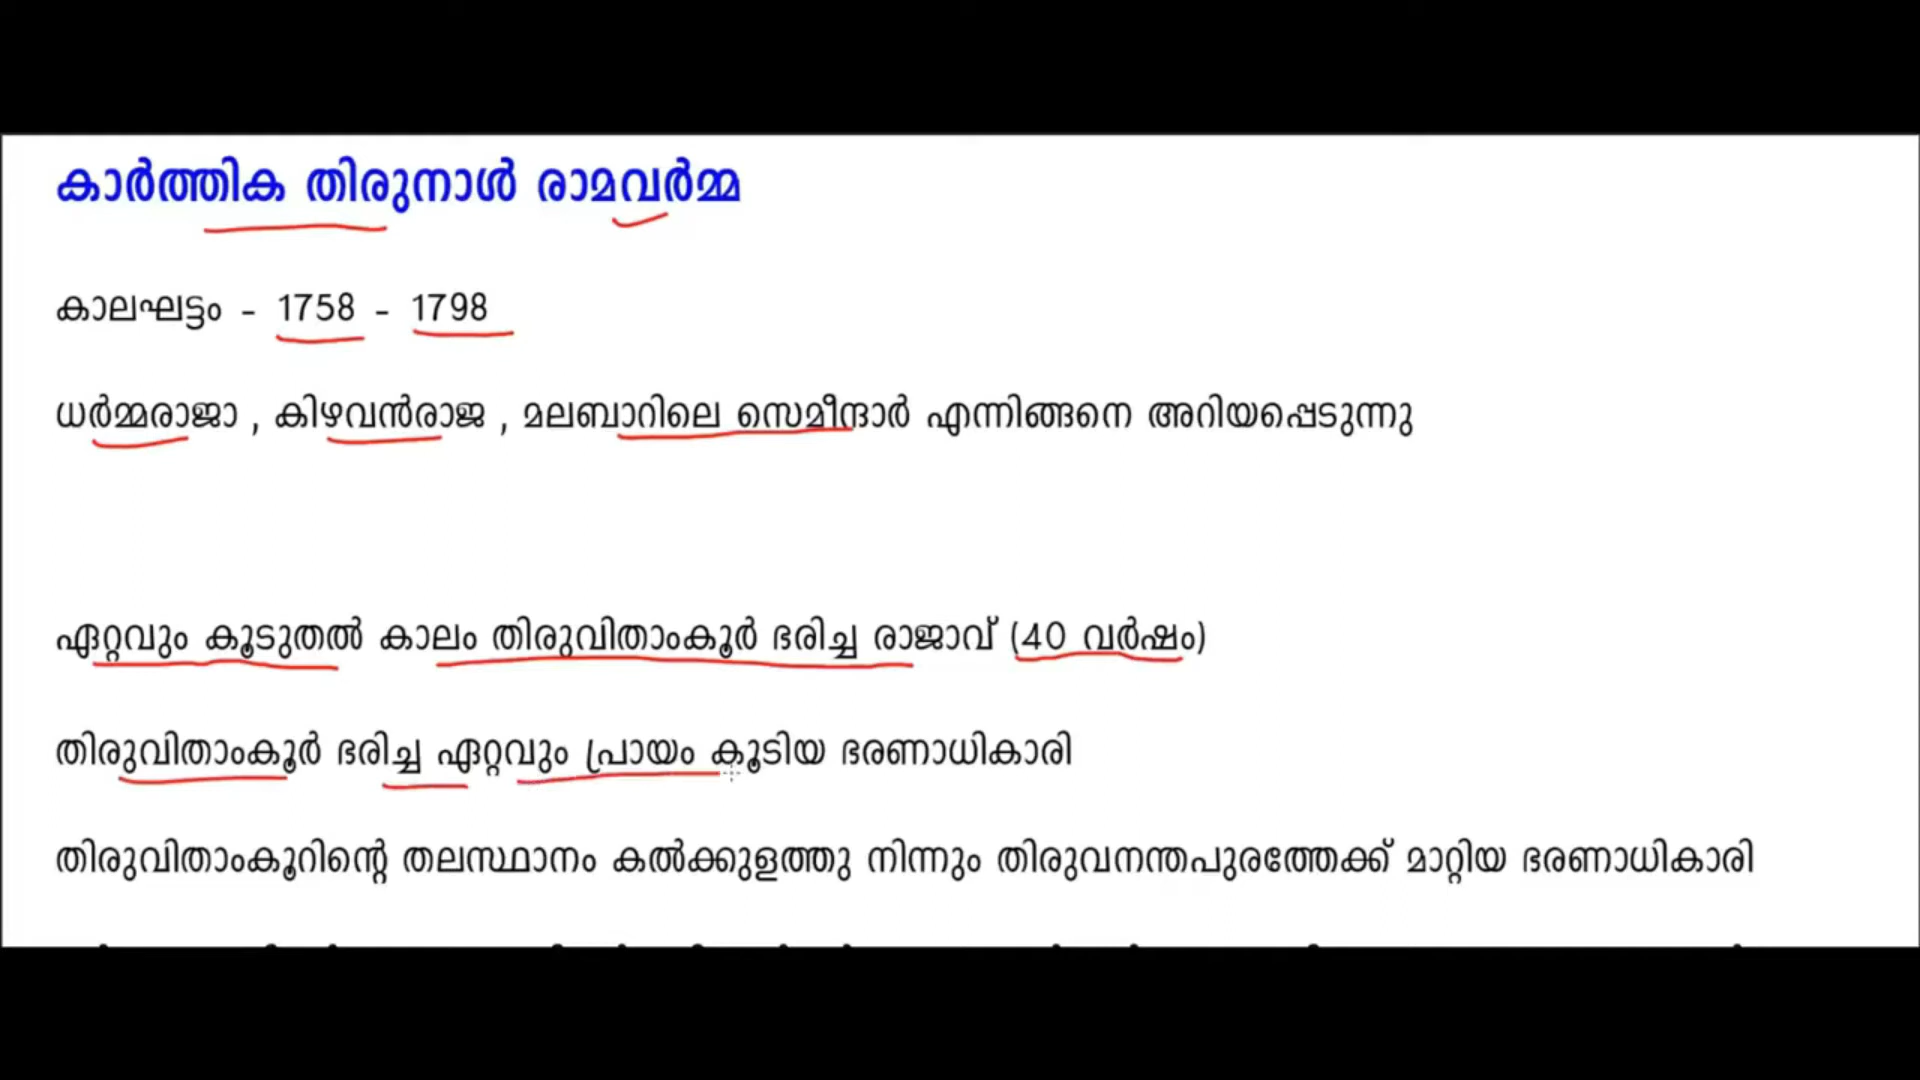 കാർത്തിക തിരുനാൾ രാമവർമ്മ
കാലഘട്ടം - 1758 - 1798
ധർമ്മരാജാ , കിഴവൻരാജ , മലബാറിലെ സെമീന്ദാർ എന്നിങ്ങനെ അറിയപ്പെടുന്നു
ഏറ്റവും കൂടുതൽ കാലം തിരുവിതാംകൂർ ഭരിച്ച രാജാവ് (40 വർഷം)
തിരുവിതാംകൂർ ഭരിച്ച ഏറ്റവും പ്രായം കൂടിയ ഭരണാധികാരി
തിരുവിതാംകൂറിന്റെ തലസ്ഥാനം കൽക്കുളത്തു നിന്നും തിരുവനന്തപുരത്തേക്ക് മാറ്റിയ ഭരണാധികാരി